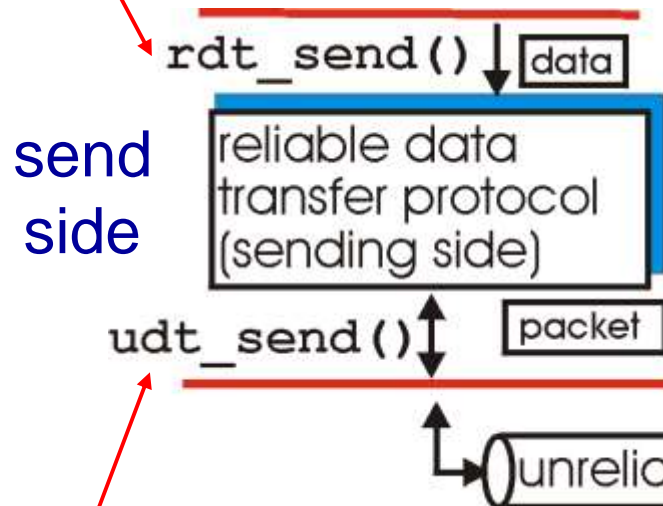 rdt_send()
data
send
side
reliable data
transfer protocol
(sending side)
udt_send()
packet